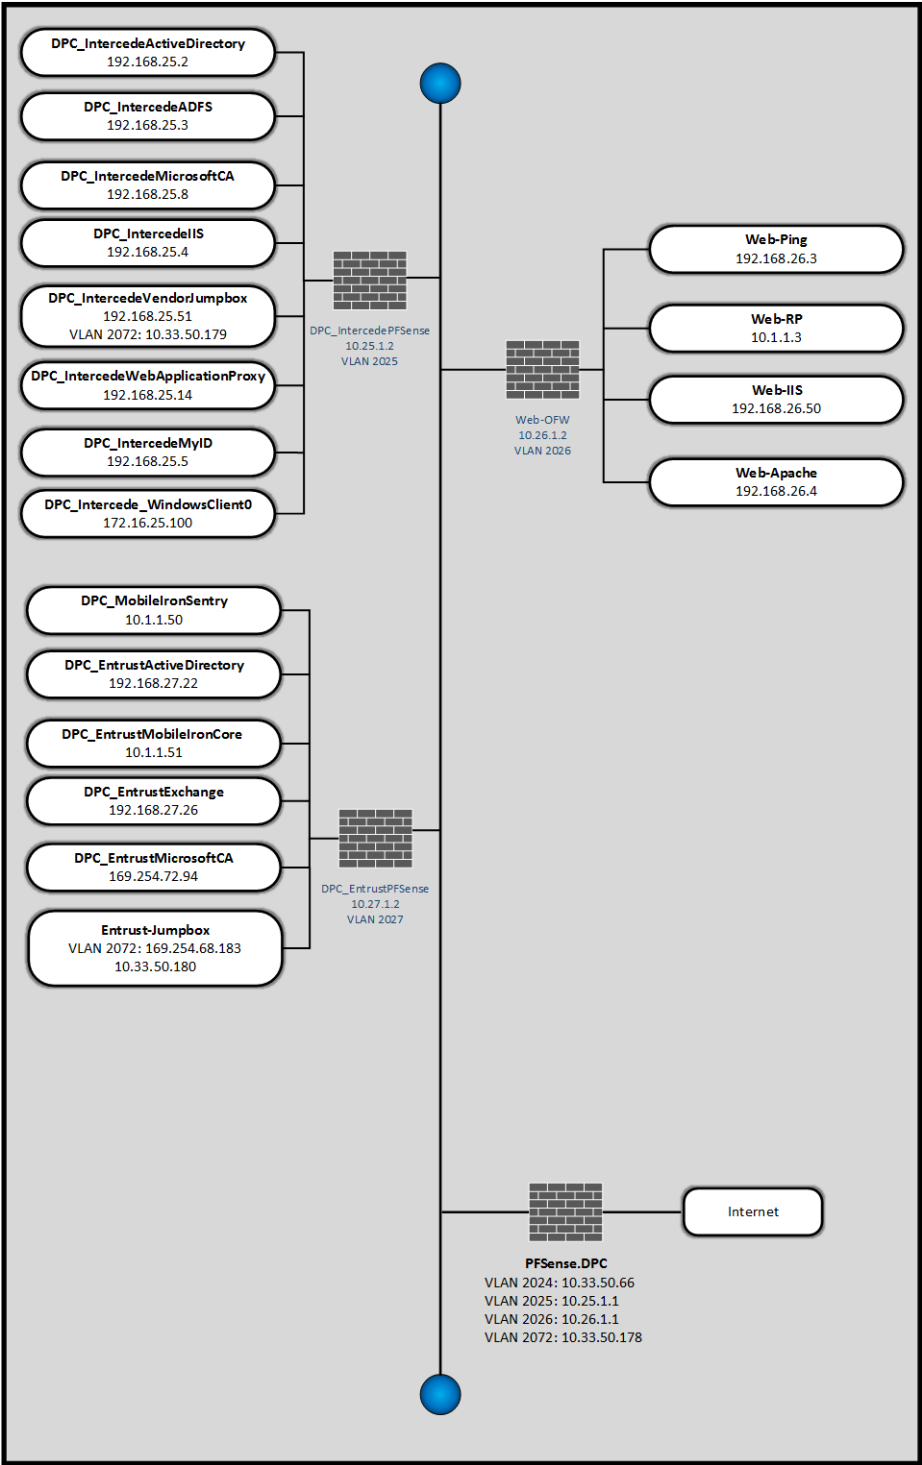 DPC_IntercedeActiveDirectory
192.168.25.2
DPC_IntercedeADFS
192.168.25.3
DPC_IntercedeMicrosoftCA
192.168.25.8
DPC_IntercedeIIS
192.168.25.4
DPC_IntercedeVendorJumpbox
192.168.25.51
VLAN 2072: 10.33.50.179
DPC_IntercedeWebApplicationProxy
192.168.25.14
DPC_IntercedeMyID
192.168.25.5
DPC_Intercede_WindowsClient0
172.16.25.100
DPC_IntercedePFSense
10.25.1.2
VLAN 2025
Web-OFW
10.26.1.2
VLAN 2026
Web-Ping
192.168.26.3
Web-RP
10.1.1.3
Web-IIS
192.168.26.50
Web-Apache
192.168.26.4
DPC_MobileIronSentry
10.1.1.50
DPC_EntrustActiveDirectory
192.168.27.22
DPC_EntrustMobileIronCore
10.1.1.51
DPC_EntrustExchange
192.168.27.26
DPC_EntrustMicrosoftCA
169.254.72.94
Entrust-Jumpbox
VLAN 2072: 169.254.68.183
10.33.50.180
DPC_EntrustPFSense
10.27.1.2
VLAN 2027
Internet
PFSense.DPC
VLAN 2024: 10.33.50.66
VLAN 2025: 10.25.1.1
VLAN 2026: 10.26.1.1
VLAN 2072: 10.33.50.178